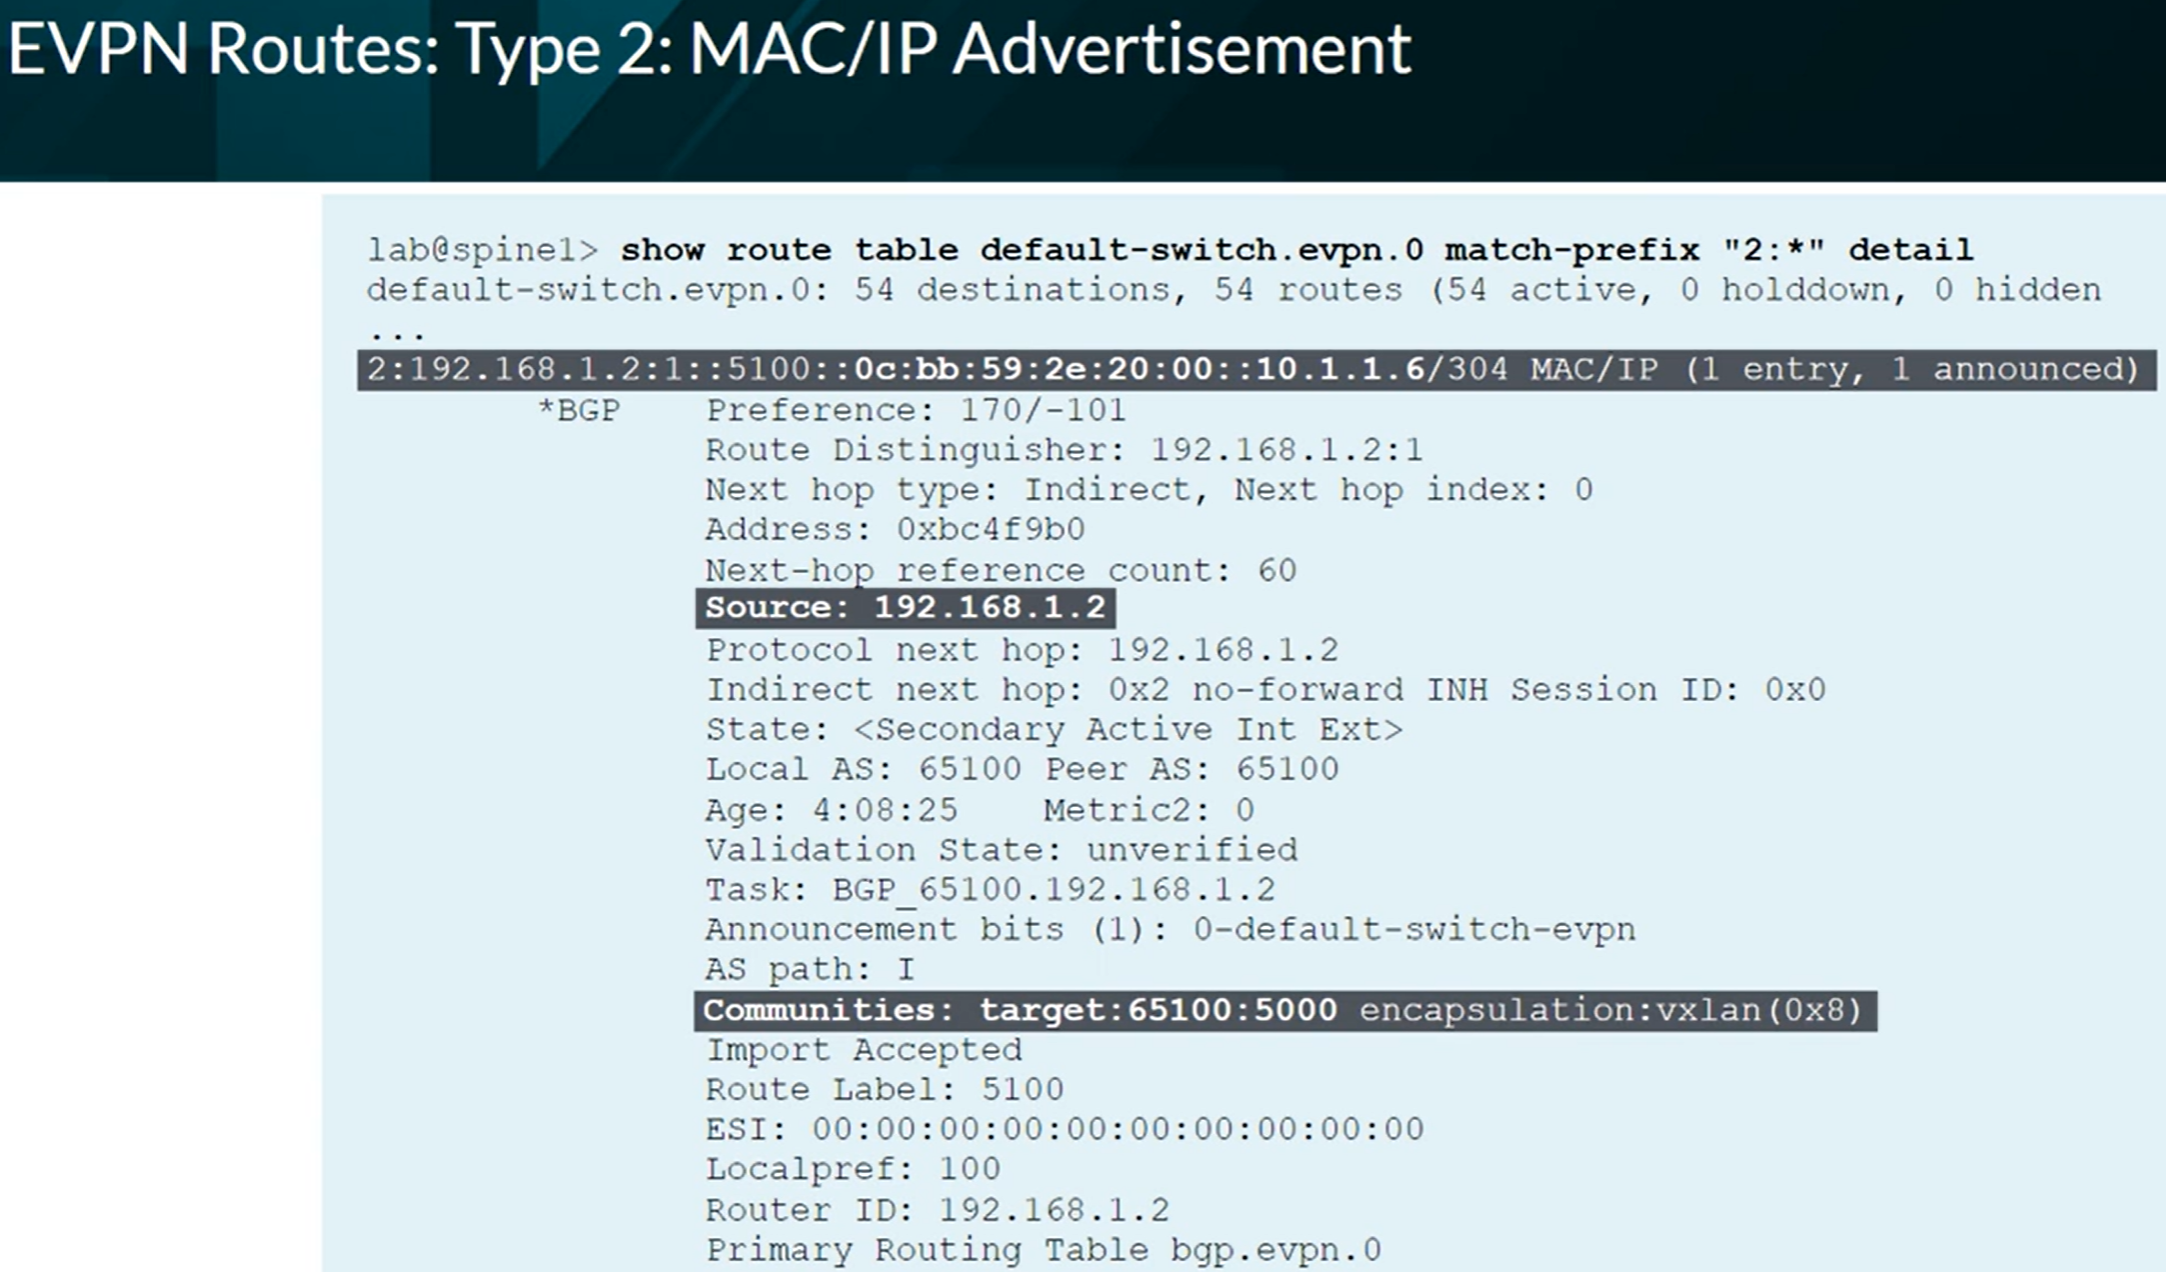 EVPN Routes: Type 2: MAC/IP Advertisement
lab@spine1> show route table default-switch.evpn.0 match-prefix "2:*" detail
default-switch.evpn.0: 54 destinations, 54 routes (54 active, 0 holddown, 0 hidden
...
2:192.168.1.2:1::5100::0c:bb:59:2e:20:00::10.1.1.6/304 MAC/IP (1 entry, 1 announced)
*BGP Preference: 170/-101
Route Distinguisher: 192.168.1.2:1
Next hop type: Indirect, Next hop index: 0
Address: 0xbc4f9b0
Next-hop reference count: 60
Source: 192.168.1.2
Protocol next hop: 192.168.1.2
Indirect next hop: 0x2 no-forward INH Session ID: 0x0
State: <Secondary Active Int Ext>
Local AS: 65100 Peer AS: 65100
Age: 4:08:25 Metric2: 0
Validation State: unverified
Task: BGP_65100.192.168.1.2
Announcement bits (1): 0-default-switch-evpn
AS path: I
Communities: target:65100:5000 encapsulation:vxlan(0x8)
Import Accepted
Route Label: 5100
ESI: 00:00:00:00:00:00:00:00:00:00
Localpref: 100
Router ID: 192.168.1.2
Primary Routing Table bgp.evpn.0